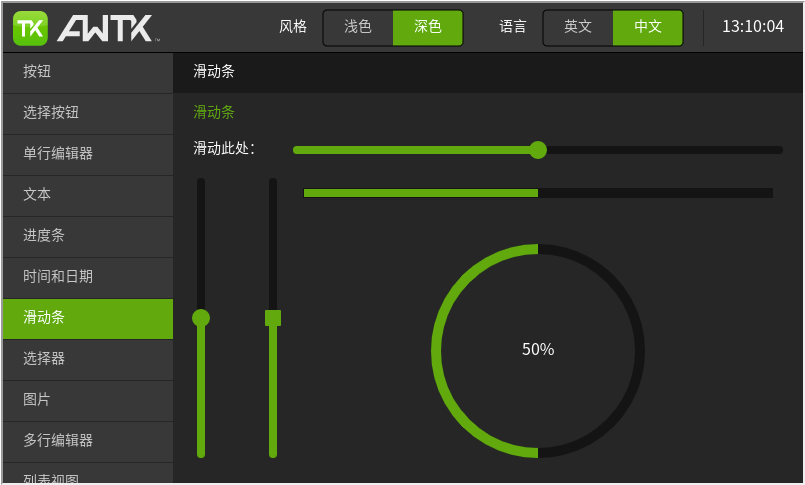 TK AWTK™ 风格 浅色 深色 语言 英文 中文 13:10:04
按钮
滑动条
选择按钮
滑动条
单行编辑器
滑动此处：
文本
进度条
时间和日期
滑动条
选择器
50%
图片
多行编辑器
列表视图